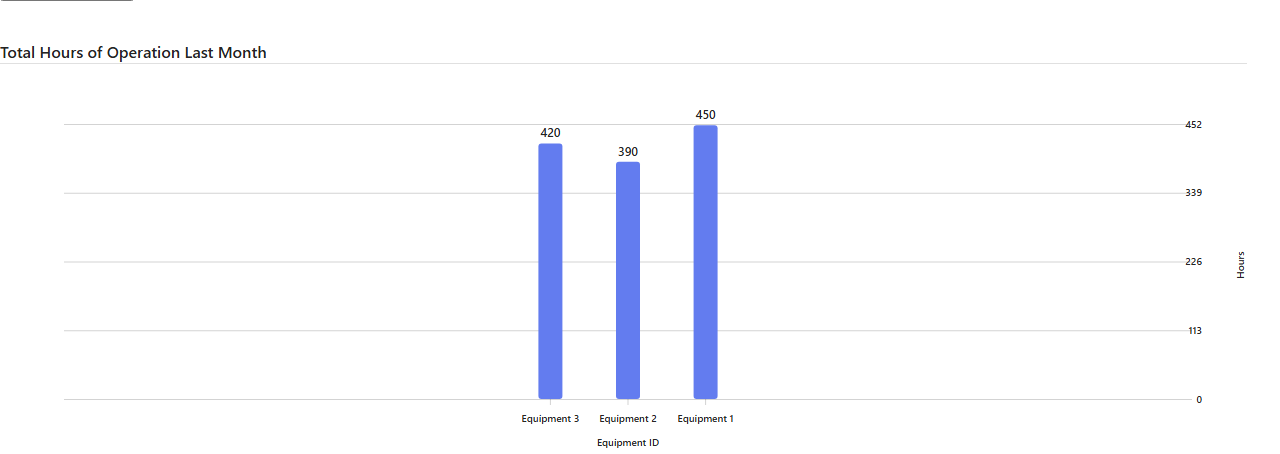 Total Hours of Operation Last Month
450
420
390
452
339
226
113
0
Hours
Equipment 3 Equipment 2 Equipment 1
Equipment ID